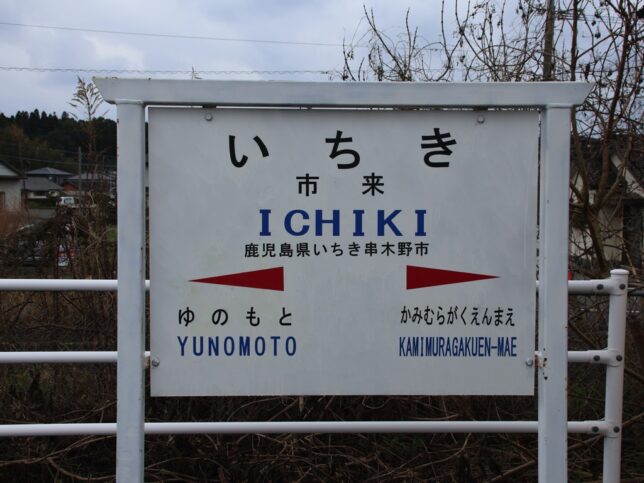 いちき
市来
ICHIKI
鹿児島県いちき串木野市
ゆのもと かみむらがくえんまえ
YUNOMOTO KAMIMURAGAKUEN-MAE